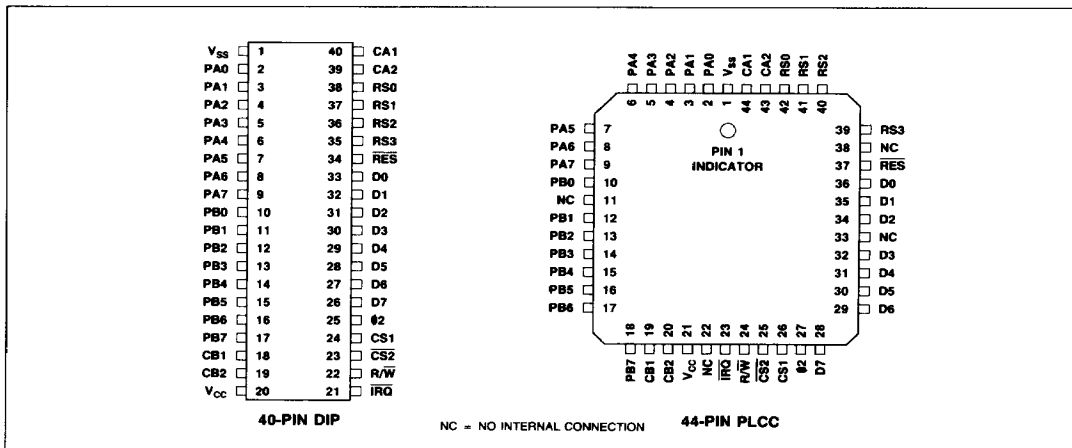 VSS 1 40 CA1
PA0 2 39 CA2
PA1 3 38 RS0
PA2 4 37 RS1
PA3 5 36 RS2
PA4 6 35 RS3
PA5 7 34 R̅E̅S̅
PA6 8 33 D0
PA7 9 32 D1
PB0 10 31 D2
PB1 11 30 D3
PB2 12 29 D4
PB3 13 28 D5
PB4 14 27 D6
PB5 15 26 D7
PB6 16 25 ϕ2
PB7 17 24 CS1
CB1 18 23 C̅S̅2̅
CB2 19 22 R/W̅
VCC 20 21 I̅R̅Q̅
40-PIN DIP
PA4 PA3 PA2 PA1 PA0 VSS CA1 CA2 RS0 RS1 RS2
6 5 4 3 2 1 44 43 42 41 40
PA5 7 39 RS3
PA6 8 38 NC
PA7 9 37 R̅E̅S̅
PB0 10 36 D0
NC 11 35 D1
PB1 12 34 D2
PB2 13 33 NC
PB3 14 32 D3
PB4 15 31 D4
PB5 16 30 D5
PB6 17 29 D6
PIN 1
INDICATOR
18 19 20 21 22 23 24 25 26 27 28
PB7 CB1 CB2 VCC NC I̅R̅Q̅ R/W̅ C̅S̅2̅ CS1 ϕ2 D7
44-PIN PLCC
NC = NO INTERNAL CONNECTION